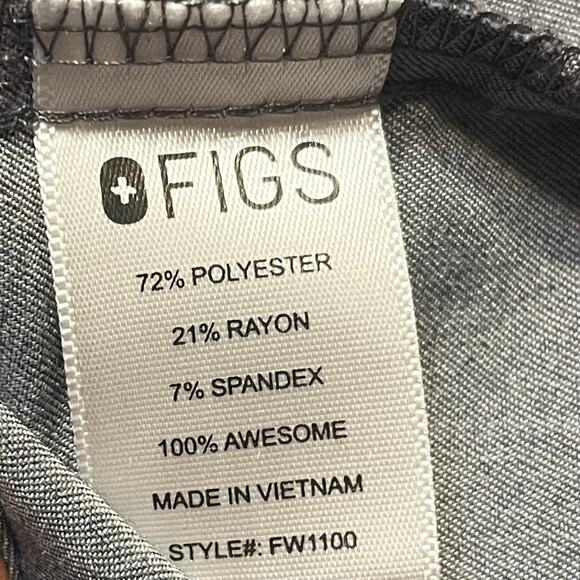 FIGS
72% POLYESTER
21% RAYON
7% SPANDEX
100% AWESOME
MADE IN VIETNAM
STYLE#: FW1100